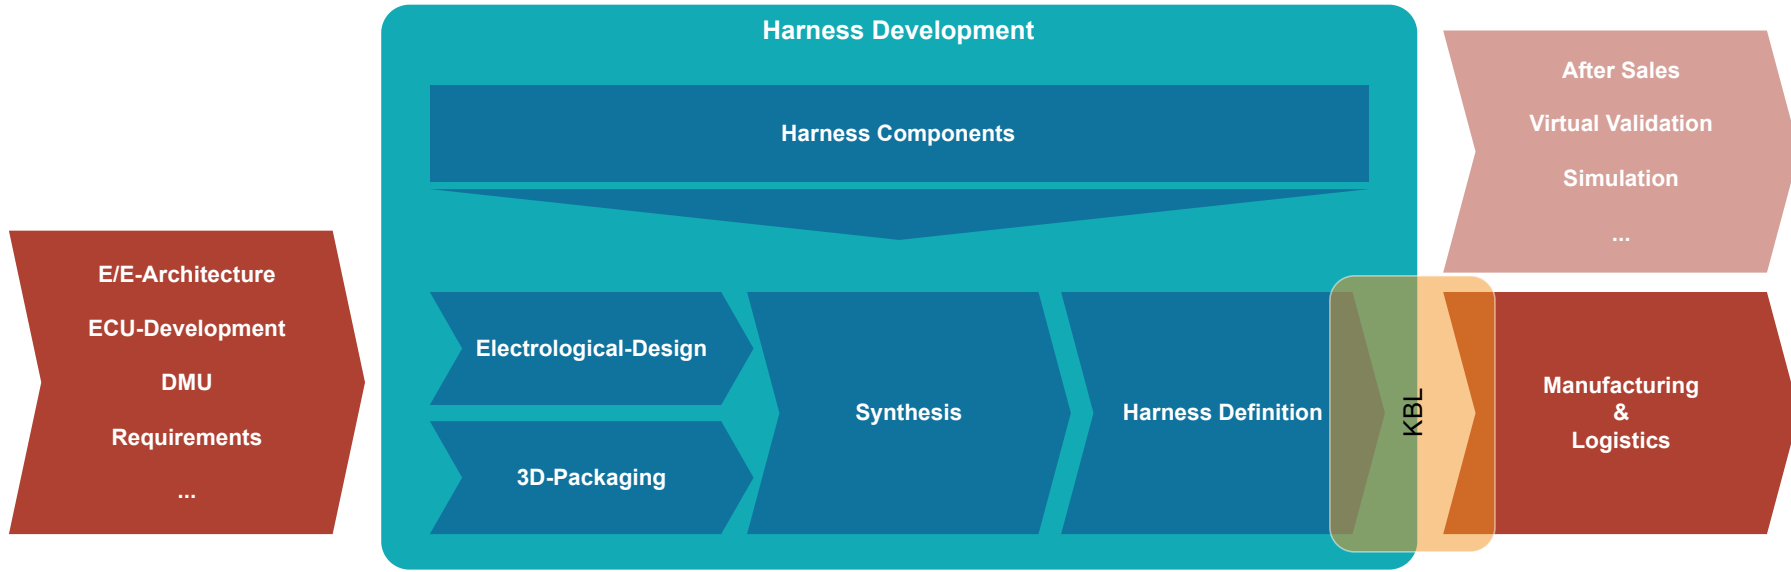 Harness Development
Harness Components
E/E-Architecture
ECU-Development
DMU
Requirements
...
Electrological-Design
3D-Packaging
Synthesis
Harness Definition
KBL
After Sales
Virtual Validation
Simulation
...
Manufacturing
&
Logistics